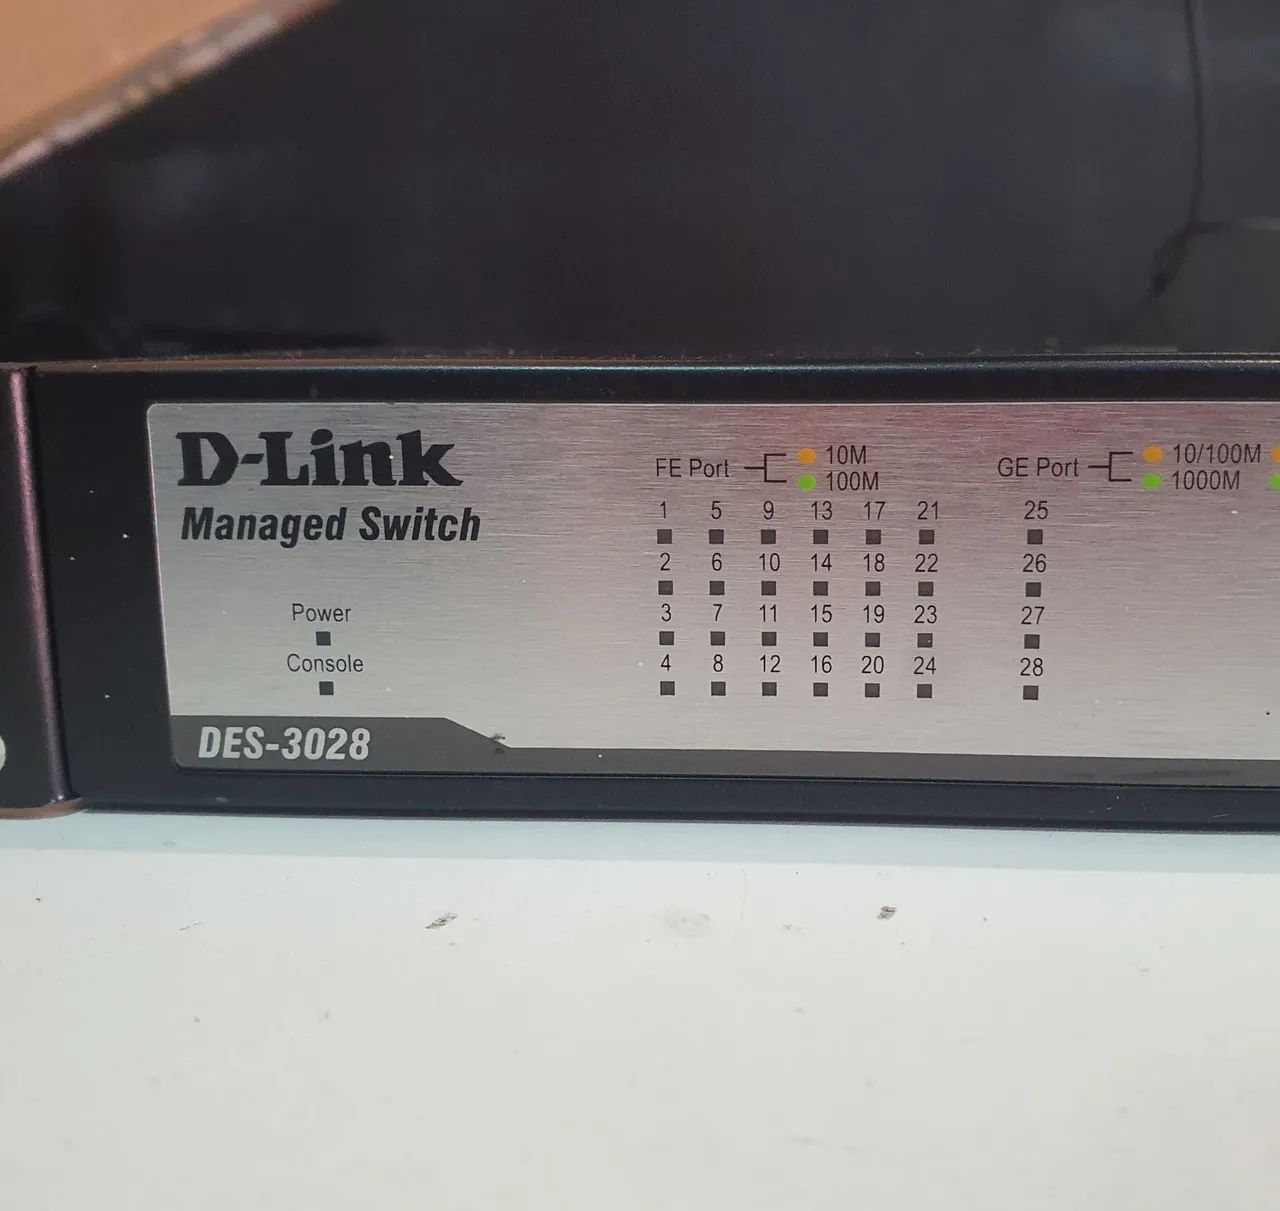 D-Link
Managed Switch
Power
Console
DES-3028
FE Port 10M
100M
1 5 9 13 17 21
2 6 10 14 18 22
3 7 11 15 19 23
4 8 12 16 20 24
GE Port 10/100M
1000M
25
26
27
28